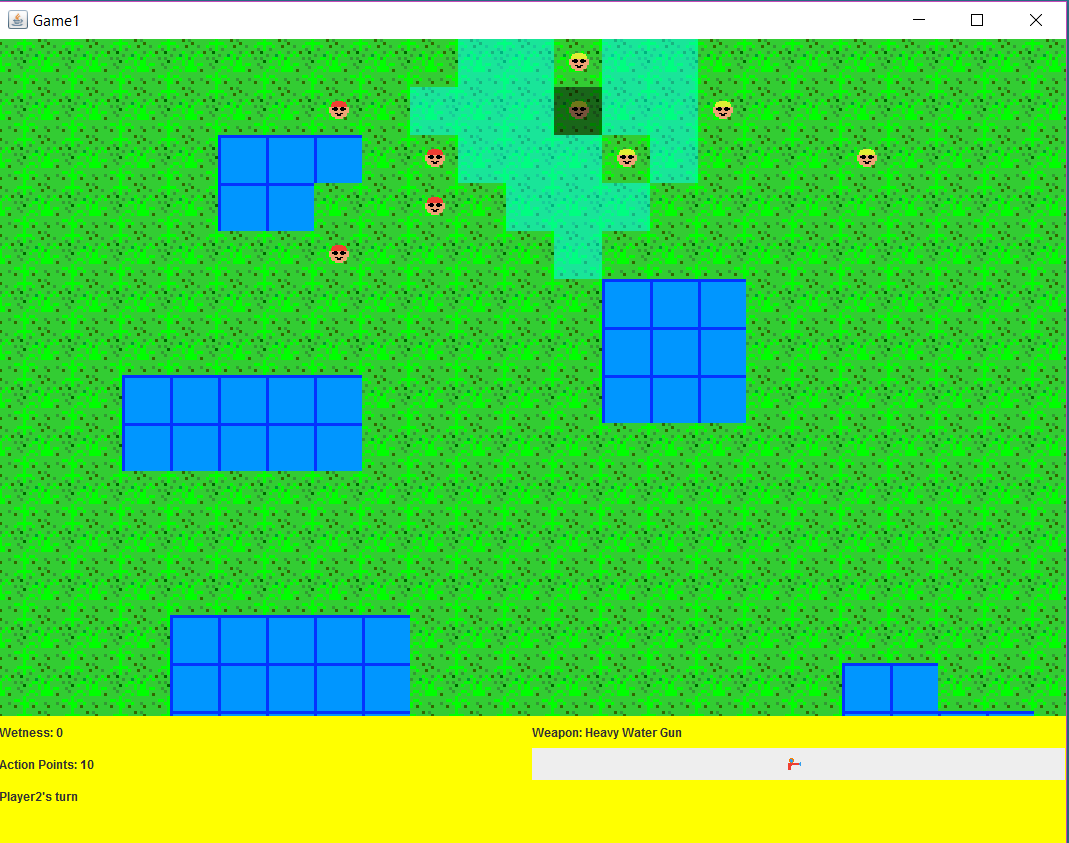 Game1
Wetness: 0
Weapon: Heavy Water Gun
Action Points: 10
Player2's turn